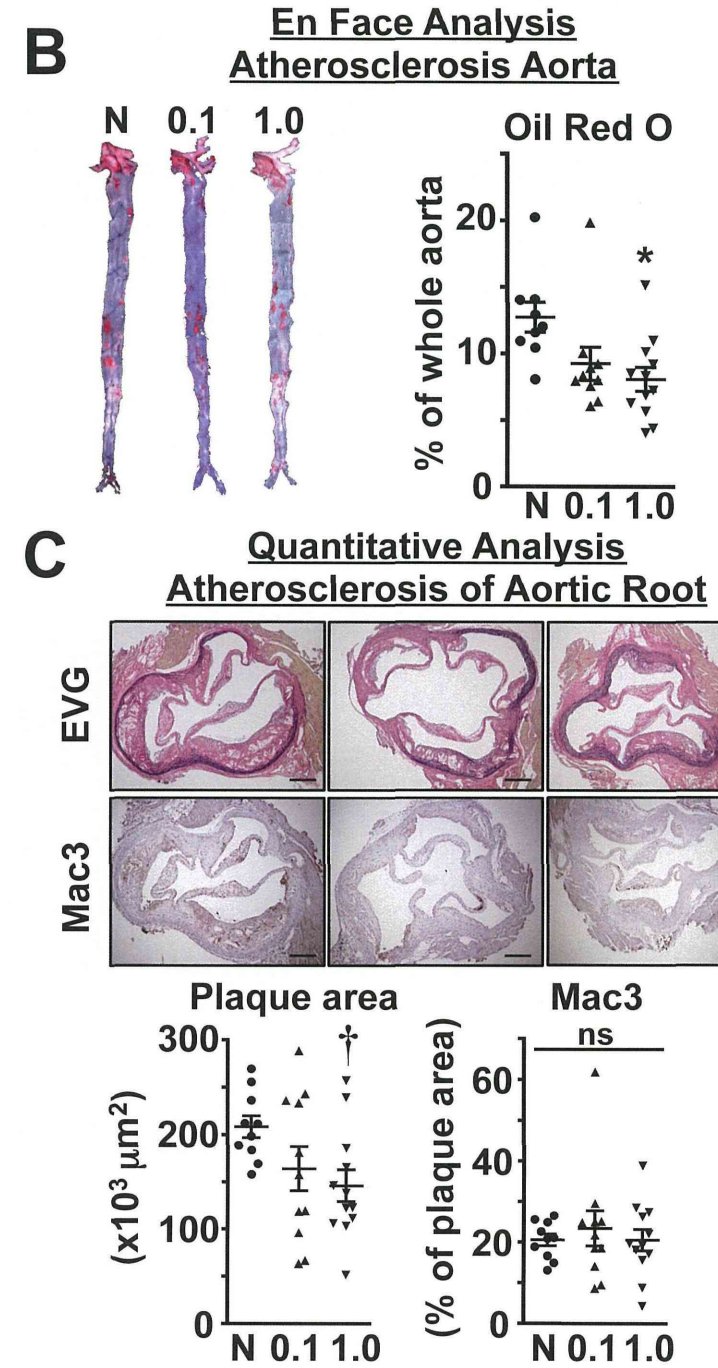 B
En Face Analysis
Atherosclerosis Aorta
N 0.1 1.0
Oil Red O
% of whole aorta
20
10
0
*
N 0.1 1.0
C
Quantitative Analysis
Atherosclerosis of Aortic Root
EVG
Mac3
Plaque area
(x10³ µm²)
300
200
100
0
†
N 0.1 1.0
Mac3
(% of plaque area)
ns
60
40
20
0
N 0.1 1.0